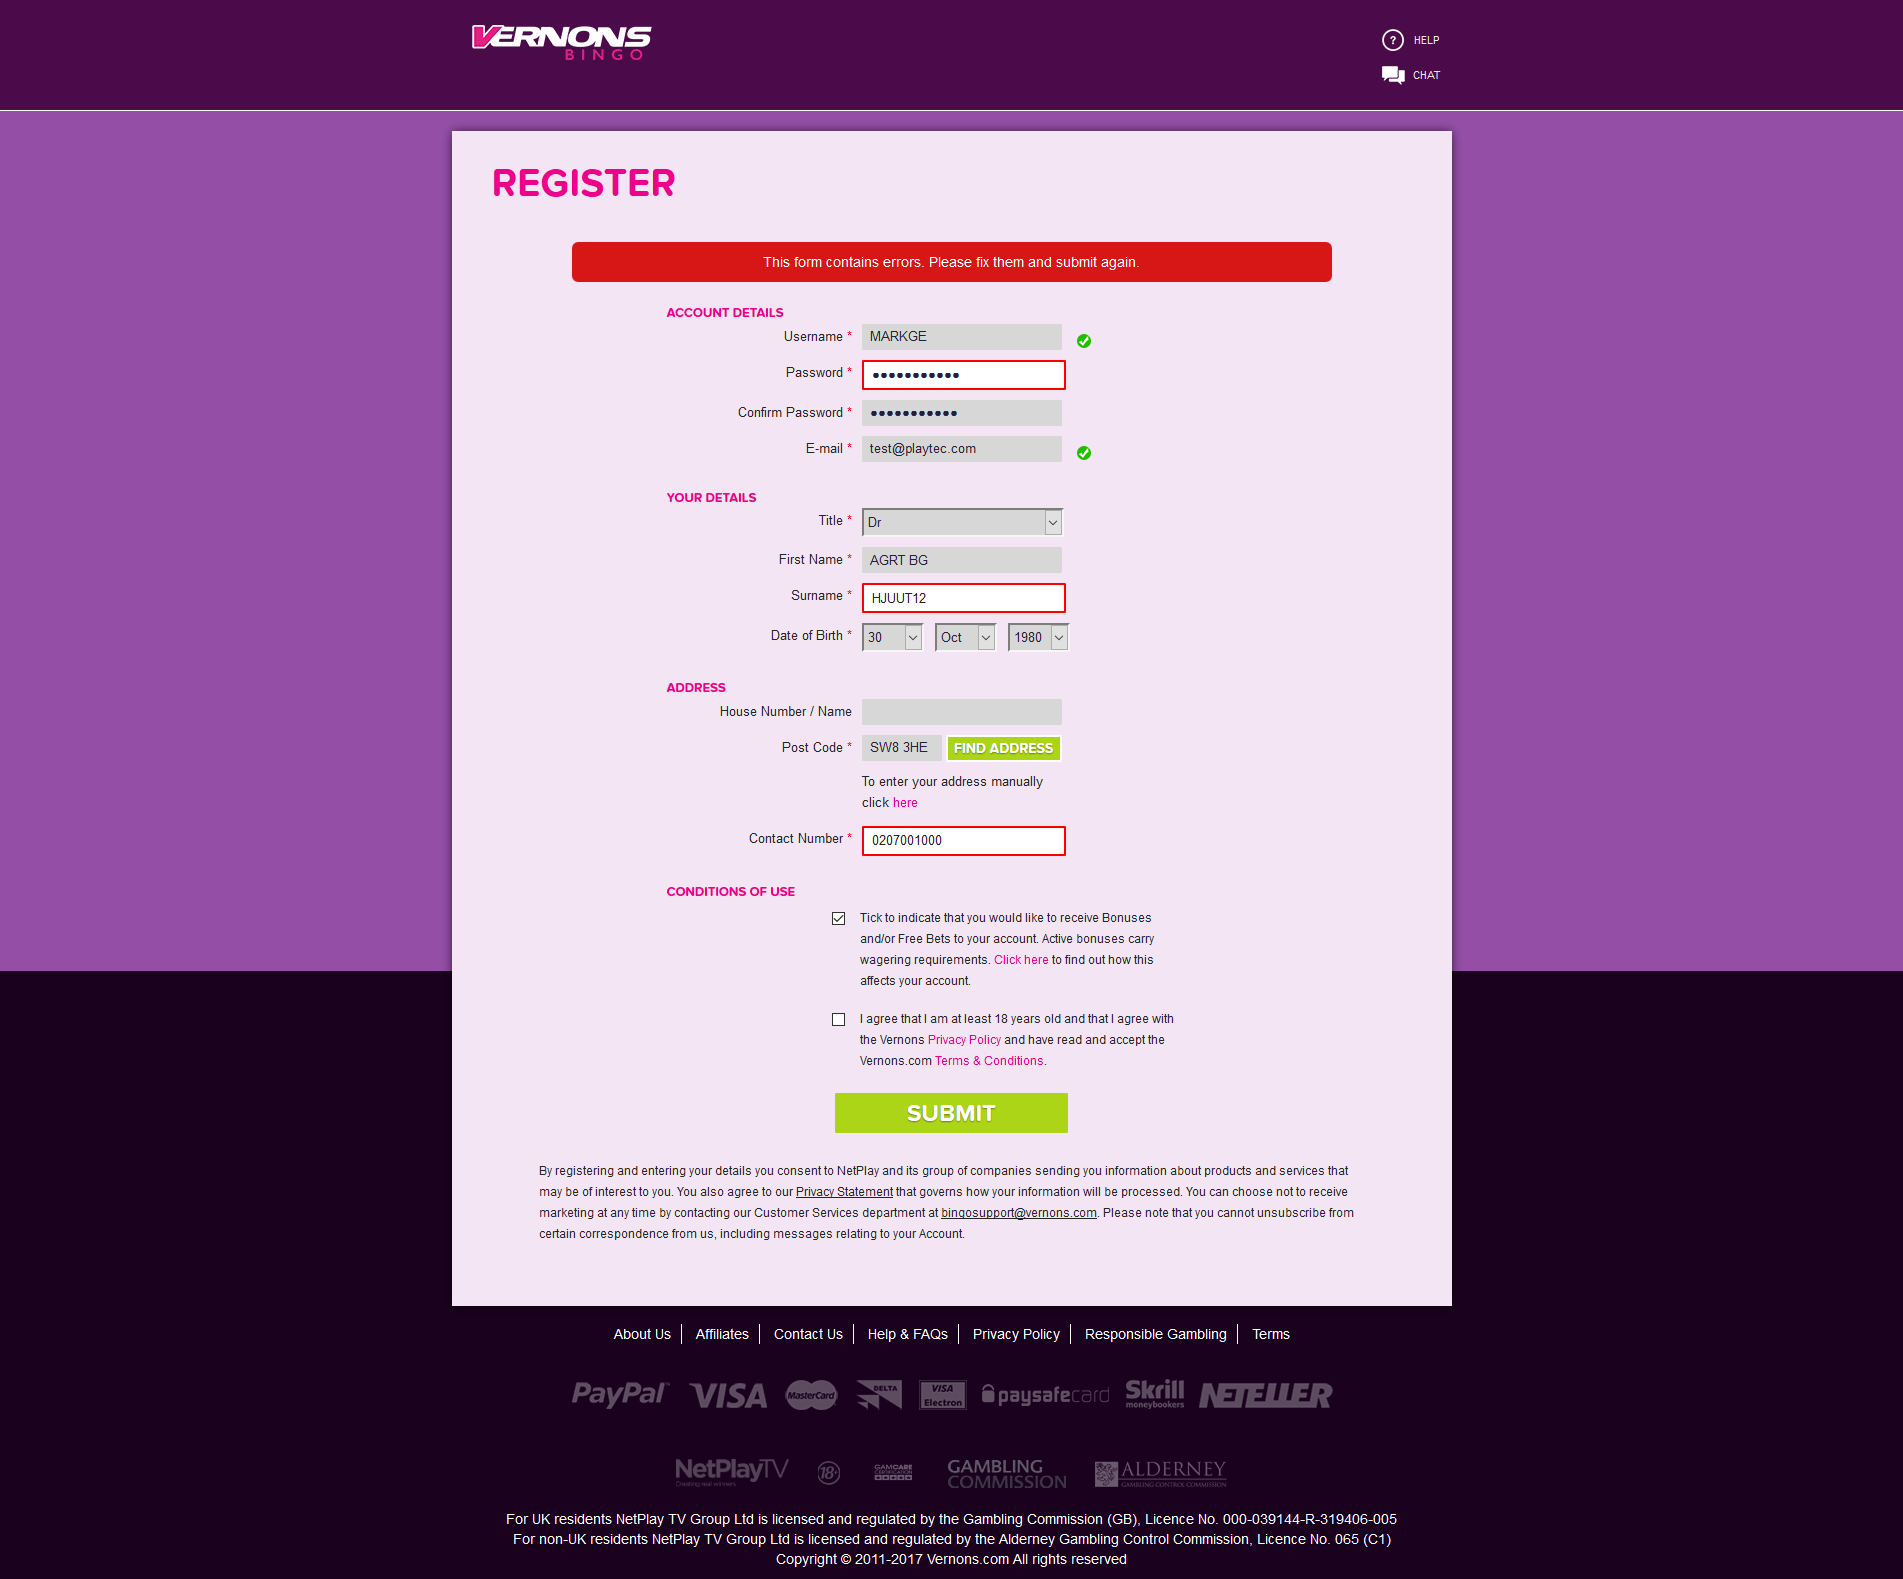 VERNONS
BINGO
? HELP
CHAT
REGISTER
This form contains errors. Please fix them and submit again.
ACCOUNT DETAILS
Username * MARKGE
Password * •••••••••••
Confirm Password * •••••••••••
E-mail * test@playtec.com
YOUR DETAILS
Title * Dr
First Name * AGRT BG
Surname * HJUUT12
Date of Birth * 30 Oct 1980
ADDRESS
House Number / Name
Post Code * SW8 3HE FIND ADDRESS
To enter your address manually
click here
Contact Number * 0207001000
CONDITIONS OF USE
Tick to indicate that you would like to receive Bonuses
and/or Free Bets to your account. Active bonuses carry
wagering requirements. Click here to find out how this
affects your account.
I agree that I am at least 18 years old and that I agree with
the Vernons Privacy Policy and have read and accept the
Vernons.com Terms & Conditions.
SUBMIT
By registering and entering your details you consent to NetPlay and its group of companies sending you information about products and services that
may be of interest to you. You also agree to our Privacy Statement that governs how your information will be processed. You can choose not to receive
marketing at any time by contacting our Customer Services department at bingosupport@vernons.com. Please note that you cannot unsubscribe from
certain correspondence from us, including messages relating to your Account.
About Us Affiliates Contact Us Help & FAQs Privacy Policy Responsible Gambling Terms
PayPal VISA MasterCard DELTA VISA Electron paysafecard Skrill moneybookers NETELLER
NetPlayTV Creating real winners 18+ GAMCARE CERTIFICATION GAMBLING COMMISSION ALDERNEY GAMBLING CONTROL COMMISSION
For UK residents NetPlay TV Group Ltd is licensed and regulated by the Gambling Commission (GB), Licence No. 000-039144-R-319406-005
For non-UK residents NetPlay TV Group Ltd is licensed and regulated by the Alderney Gambling Control Commission, Licence No. 065 (C1)
Copyright © 2011-2017 Vernons.com All rights reserved